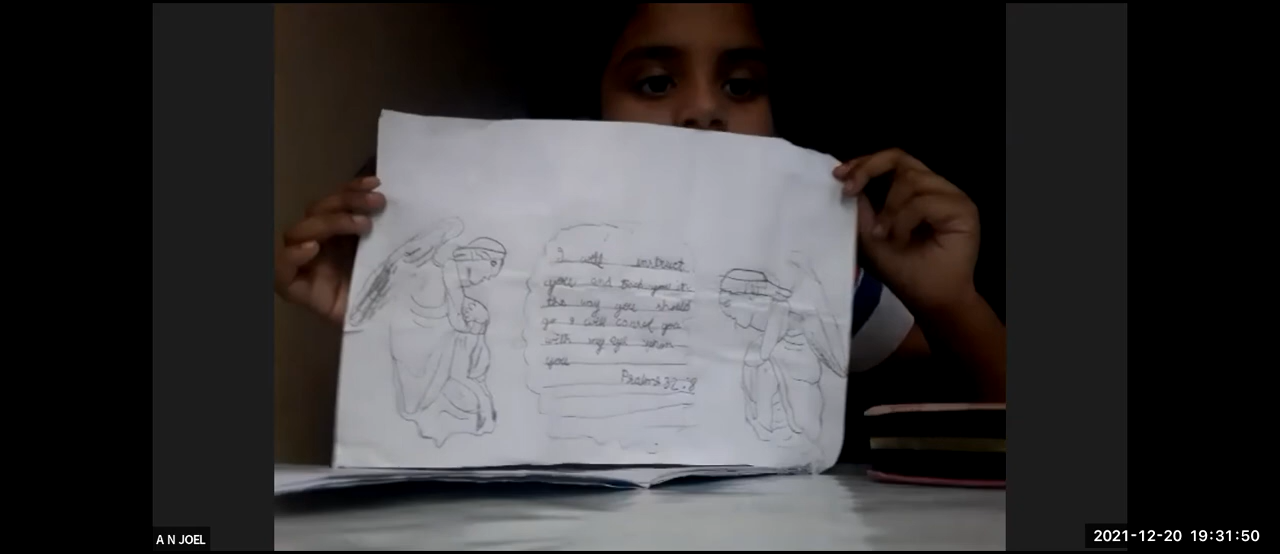 I will instruct
you and teach you in
the way you should
go I will counsel you
with my eye upon
you
Psalms 32:8
A N JOEL
2021-12-20 19:31:50